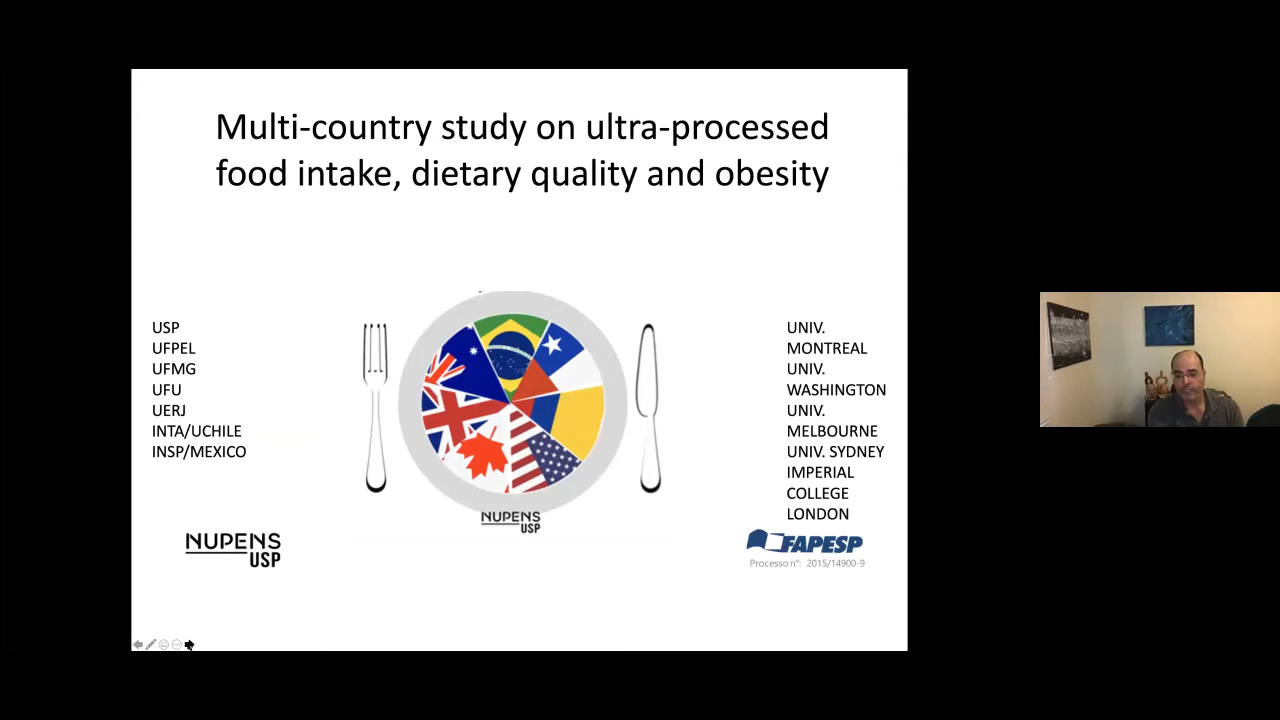 Multi-country study on ultra-processed
food intake, dietary quality and obesity
USP
UFPEL
UFMG
UFU
UERJ
INTA/UCHILE
INSP/MEXICO
UNIV.
MONTREAL
UNIV.
WASHINGTON
UNIV.
MELBOURNE
UNIV. SYDNEY
IMPERIAL
COLLEGE
LONDON
NUPENS
USP
NUPENS
USP
FAPESP
Processo n°: 2015/14900-9